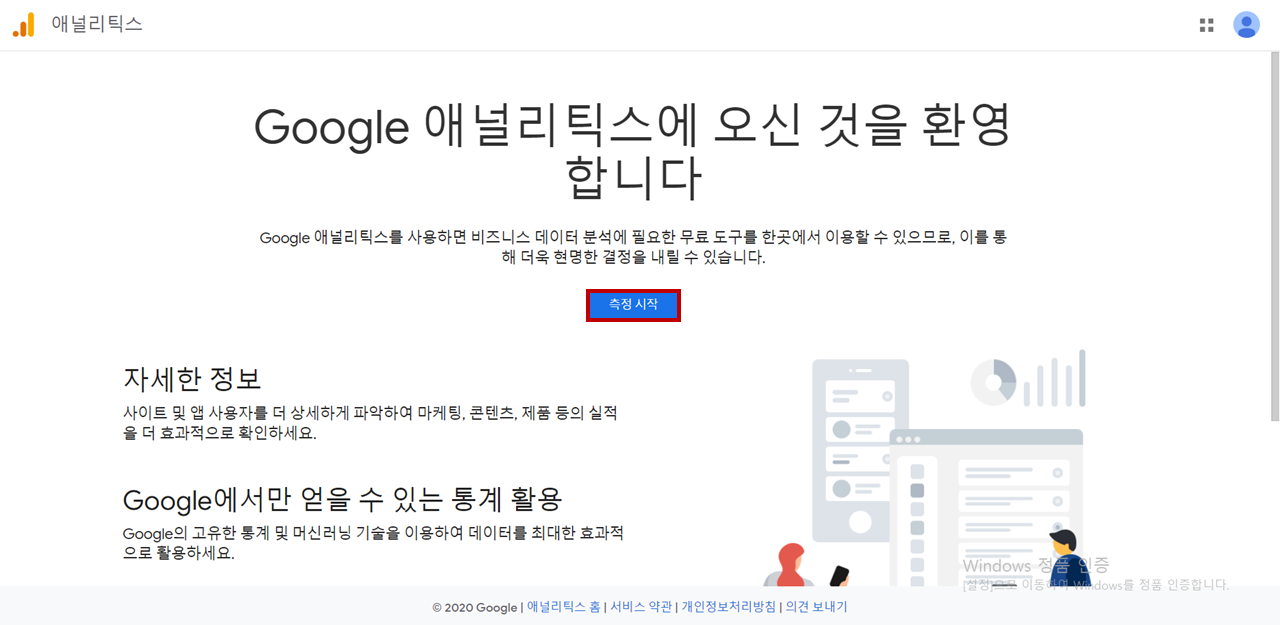 애널리틱스
Google 애널리틱스에 오신 것을 환영
합니다
Google 애널리틱스를 사용하면 비즈니스 데이터 분석에 필요한 무료 도구를 한곳에서 이용할 수 있으므로, 이를 통
해 더욱 현명한 결정을 내릴 수 있습니다.
측정 시작
자세한 정보
사이트 및 앱 사용자를 더 상세하게 파악하여 마케팅, 콘텐츠, 제품 등의 실적
을 더 효과적으로 확인하세요.
Google에서만 얻을 수 있는 통계 활용
Google의 고유한 통계 및 머신러닝 기술을 이용하여 데이터를 최대한 효과적
으로 활용하세요.
Windows 정품 인증
[설정]으로 이동하여 Windows를 정품 인증합니다.
© 2020 Google | 애널리틱스 홈 | 서비스 약관 | 개인정보처리방침 | 의견 보내기